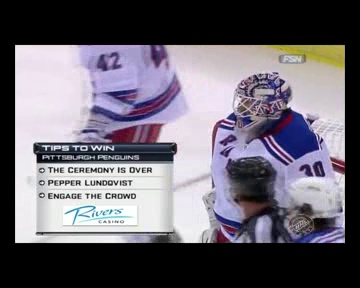 42
FSN
30
TIPS TO WIN
PITTSBURGH PENGUINS
THE CEREMONY IS OVER
PEPPER LUNDQVIST
ENGAGE THE CROWD
Rivers
CASINO